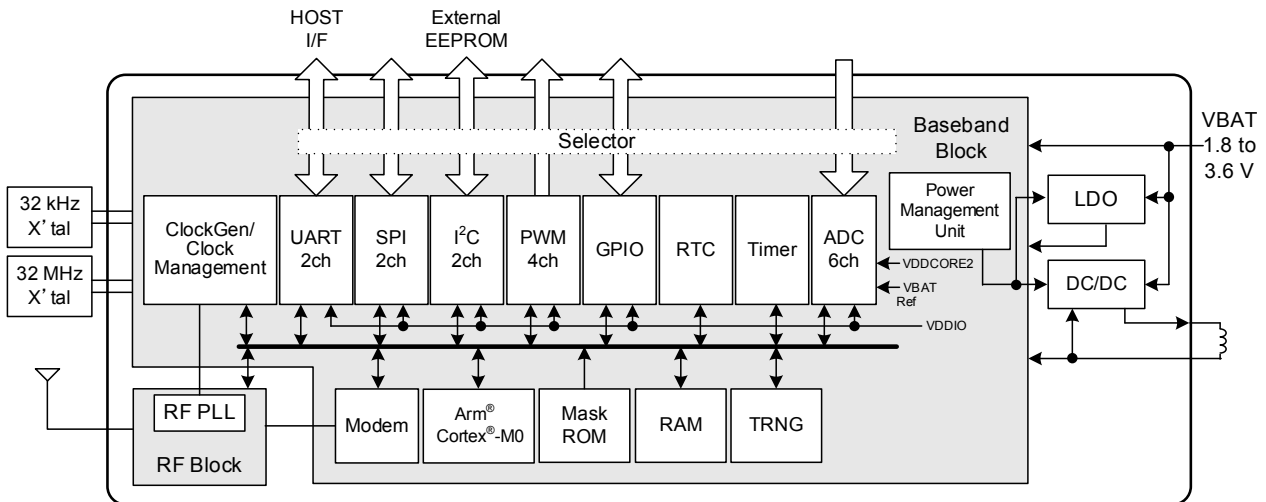 HOST
I/F
External
EEPROM
Selector
Baseband
Block
VBAT
1.8 to
3.6 V
32 kHz
X'tal
32 MHz
X'tal
ClockGen/
Clock
Management
UART
2ch
SPI
2ch
I²C
2ch
PWM
4ch
GPIO
RTC
Timer
ADC
6ch
Power
Management
Unit
LDO
DC/DC
VDDCORE2
VBAT
Ref
VDDIO
RF PLL
RF Block
Modem
Arm®
Cortex®-M0
Mask
ROM
RAM
TRNG